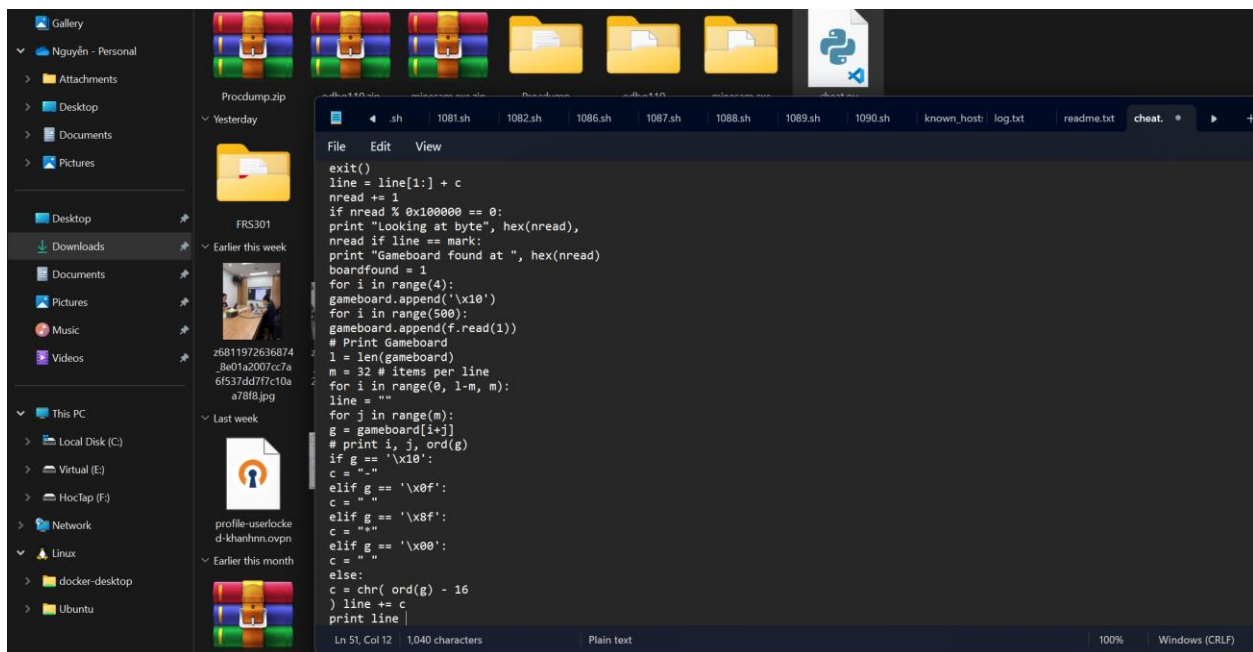 Gallery
Nguyễn - Personal
Attachments
Desktop
Documents
Pictures
Desktop
Downloads
Documents
Pictures
Music
Videos
This PC
Local Disk (C:)
Virtual (E:)
HocTap (F:)
Network
Linux
docker-desktop
Ubuntu
Procdump.zip
Yesterday
FRS301
Earlier this week
z6811972636874
_8e01a2007cc7a
6f537dd7f7c10a
a78f8.jpg
Last week
profile-userlocke
d-khanhnn.ovpn
Earlier this month
.sh 1081.sh 1082.sh 1086.sh 1087.sh 1088.sh 1089.sh 1090.sh known_host: log.txt readme.txt cheat.
File Edit View
exit()
line = line[1:] + c
nread += 1
if nread % 0x100000 == 0:
print "Looking at byte", hex(nread),
nread if line == mark:
print "Gameboard found at ", hex(nread)
boardfound = 1
for i in range(4):
gameboard.append('\x10')
for i in range(500):
gameboard.append(f.read(1))
# Print Gameboard
l = len(gameboard)
m = 32 # items per line
for i in range(0, l-m, m):
line = ""
for j in range(m):
g = gameboard[i+j]
# print i, j, ord(g)
if g == '\x10':
c = "-"
elif g == '\x0f':
c = " "
elif g == '\x8f':
c = "*"
elif g == '\x00':
c = " "
else:
c = chr( ord(g) - 16
) line += c
print line
Ln 51, Col 12 1,040 characters Plain text 100% Windows (CRLF)